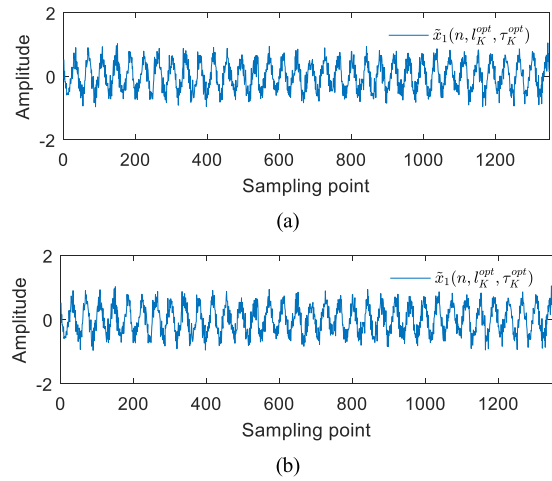 2
x̃₁(n, l_K^{opt}, τ_K^{opt})
0
Amplitude
-2
0 200 400 600 800 1000 1200
Sampling point
(a)
2
x̃₁(n, l_K^{opt}, τ_K^{opt})
0
Amplitude
-2
0 200 400 600 800 1000 1200
Sampling point
(b)